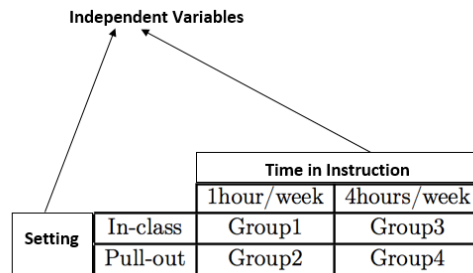 Independent Variables
Time in Instruction
1hour/week 4hours/week
Setting In-class Group1 Group3
Pull-out Group2 Group4